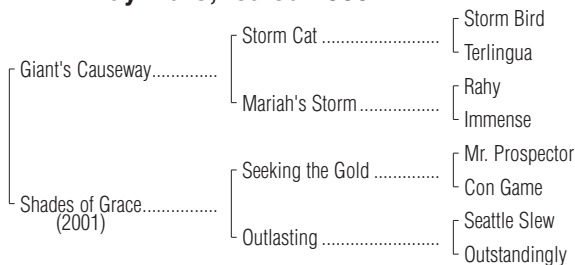 Storm Bird
Storm Cat ........................
Terlingua
Giant's Causeway.............
Rahy
Mariah's Storm ................
Immense
Mr. Prospector
Seeking the Gold .............
Con Game
Shades of Grace...............
(2001)
Seattle Slew
Outlasting ........................
Outstandingly